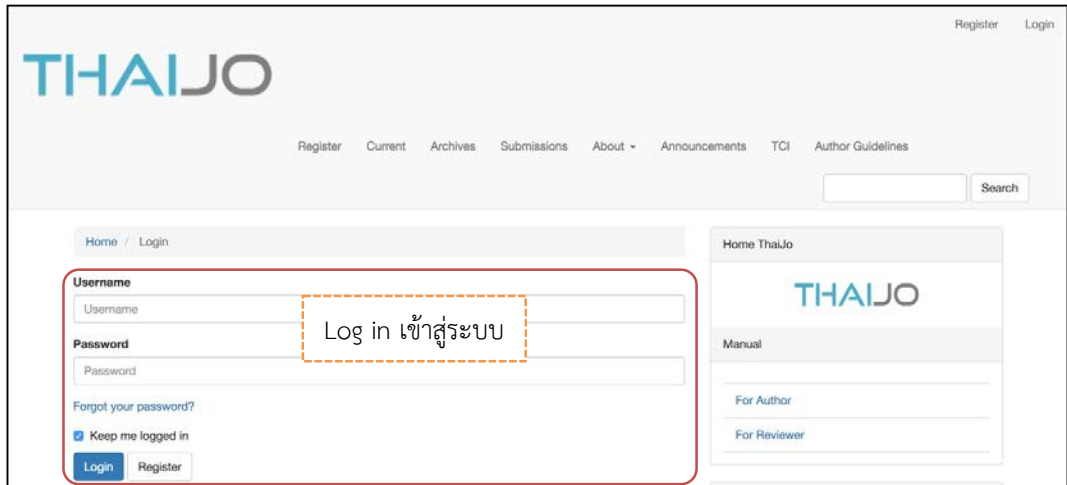 Register Login
THAIJO
Register Current Archives Submissions About Announcements TCI Author Guidelines
Search
Home / Login
Username
Username
Log in เข้าสู่ระบบ
Password
Password
Forgot your password?
Keep me logged in
Login Register
Home ThaiJo
THAIJO
Manual
For Author
For Reviewer